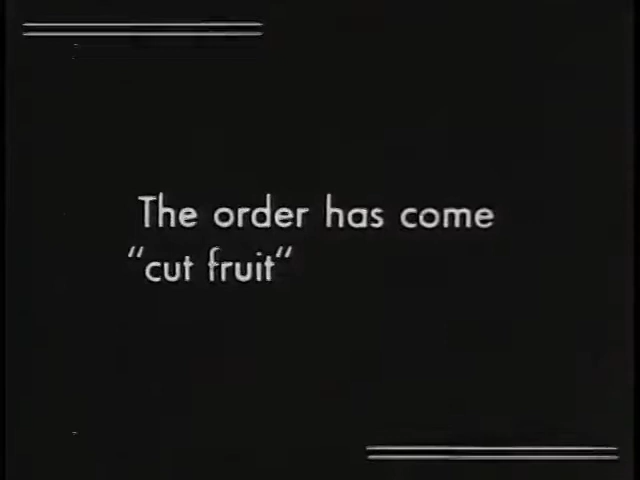 The order has come
“cut fruit“